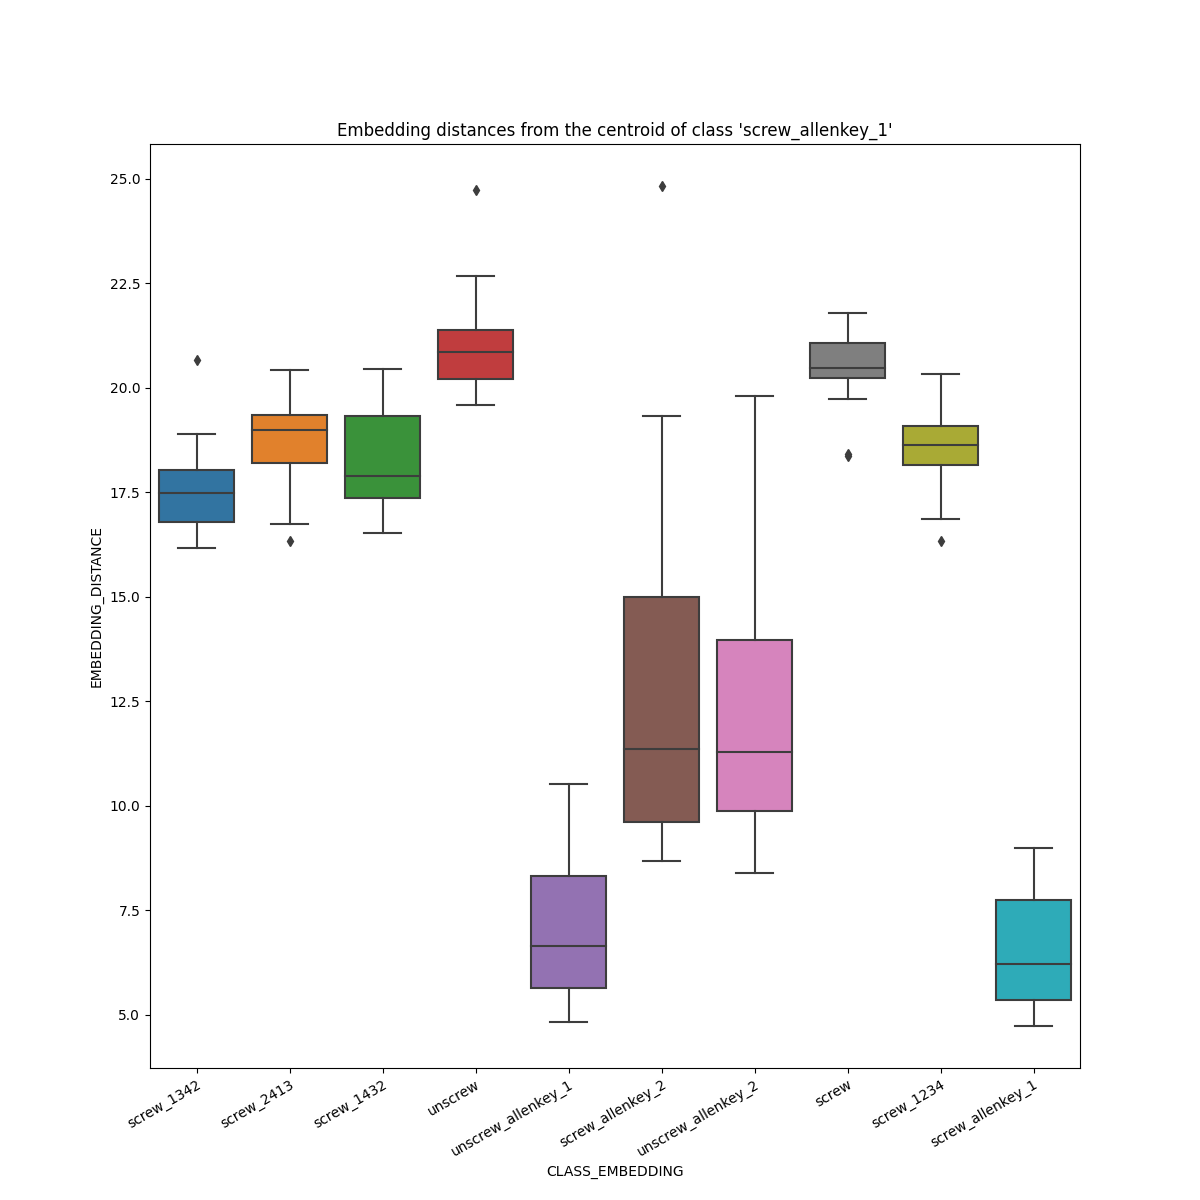 Embedding distances from the centroid of class 'screw_allenkey_1'
25.0
22.5
20.0
17.5
15.0
12.5
10.0
7.5
5.0
EMBEDDING_DISTANCE
screw_1342
screw_2413
screw_1432
unscrew
unscrew_allenkey_1
screw_allenkey_2
unscrew_allenkey_2
screw
screw_1234
screw_allenkey_1
CLASS_EMBEDDING